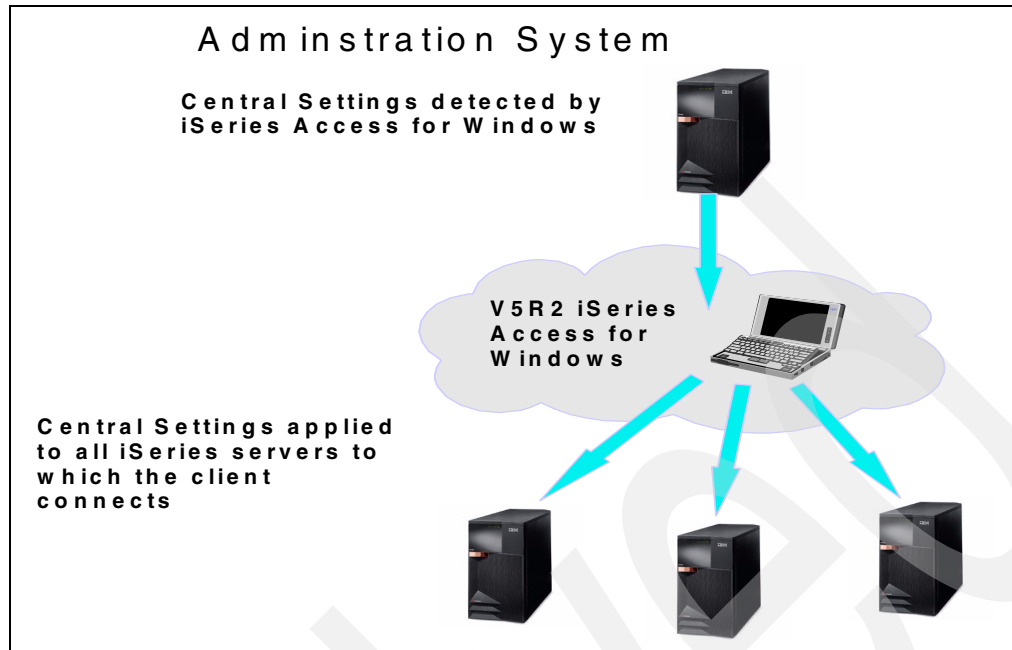 Adminstration System
Central Settings detected by
iSeries Access for Windows
V5R2 iSeries
Access for
Windows
Central Settings applied
to all iSeries servers to
which the client
connects